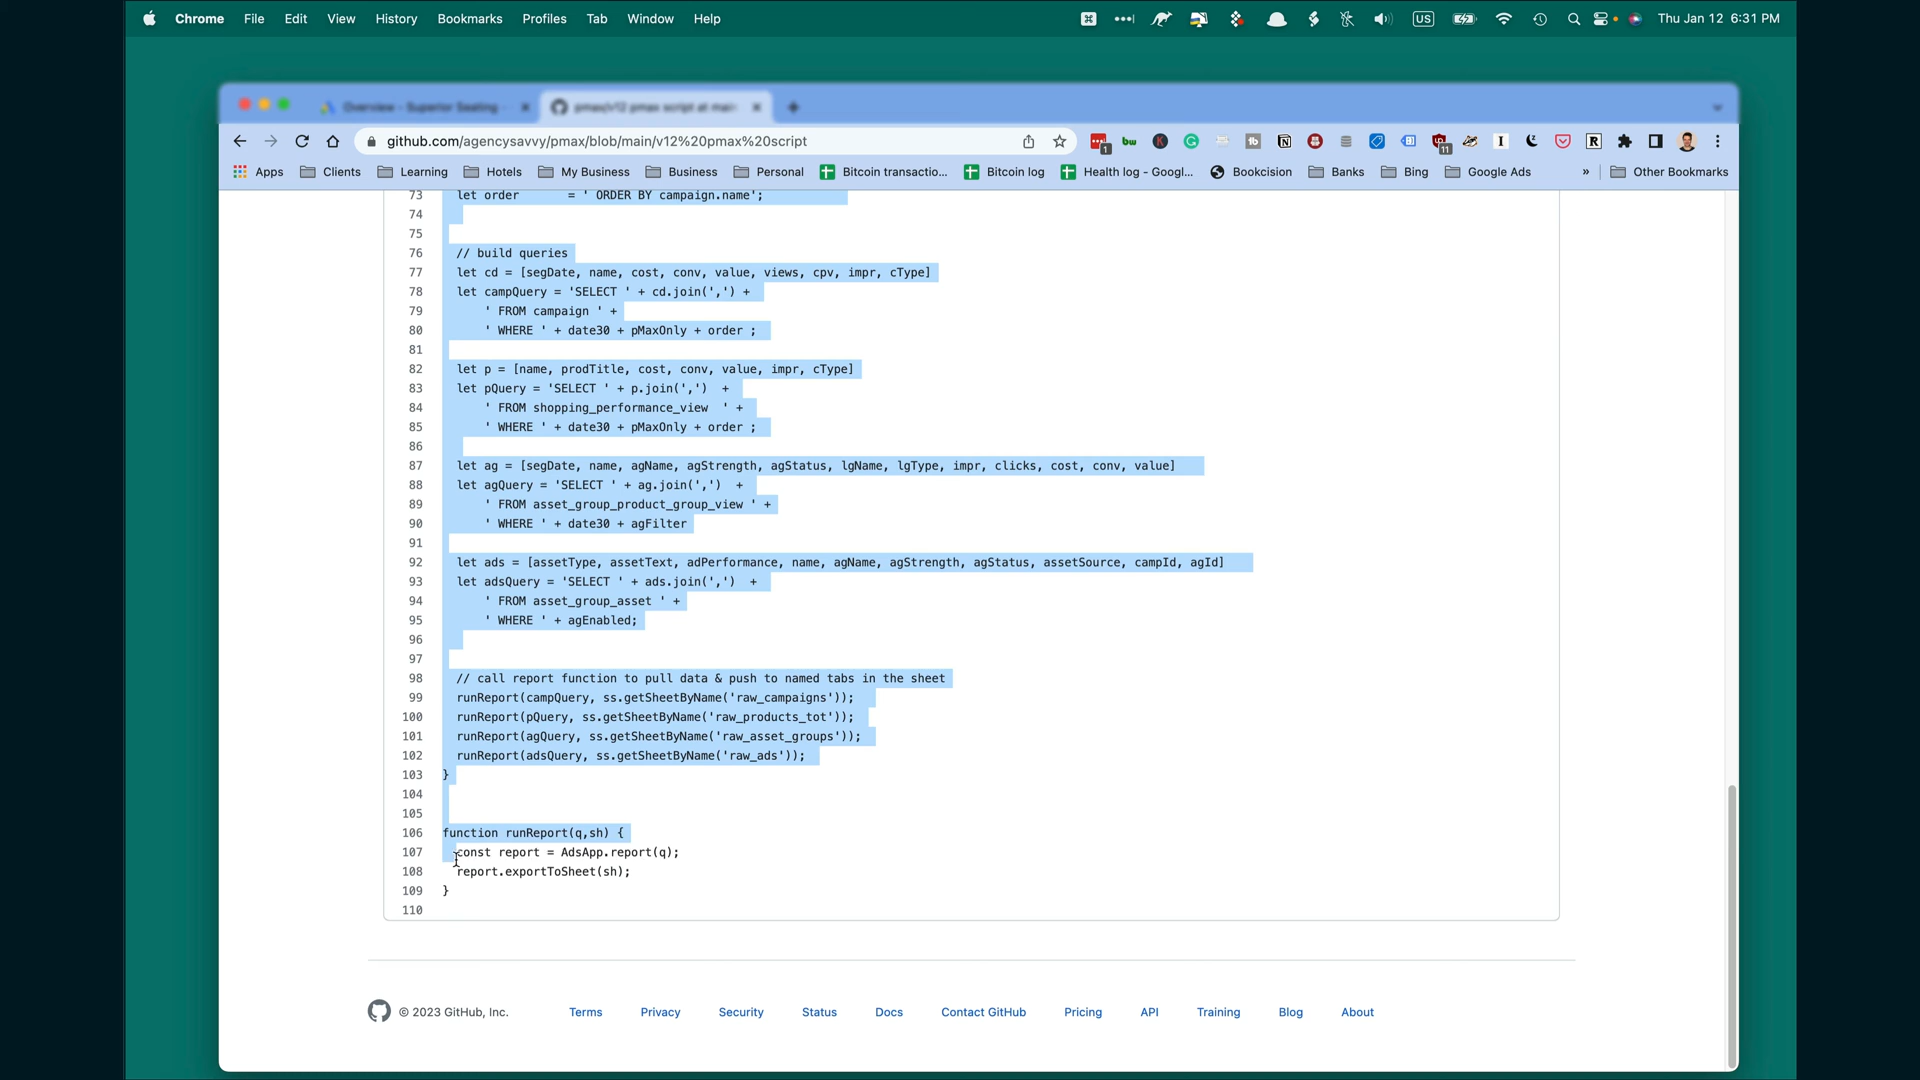 Chrome File Edit View History Bookmarks Profiles Tab Window Help US Thu Jan 12 6:31 PM
Overview - Superior Seating - pmax/v12 pmax script at mai
github.com/agencysavvy/pmax/blob/main/v12%20pmax%20script
Apps Clients Learning Hotels My Business Business Personal Bitcoin transactio... Bitcoin log Health log - Googl... Bookcision Banks Bing Google Ads » Other Bookmarks
73 let order = ' ORDER BY campaign.name';
74
75
76 // build queries
77 let cd = [segDate, name, cost, conv, value, views, cpv, impr, cType]
78 let campQuery = 'SELECT ' + cd.join(',') +
79 ' FROM campaign ' +
80 ' WHERE ' + date30 + pMaxOnly + order ;
81
82 let p = [name, prodTitle, cost, conv, value, impr, cType]
83 let pQuery = 'SELECT ' + p.join(',') +
84 ' FROM shopping_performance_view ' +
85 ' WHERE ' + date30 + pMaxOnly + order ;
86
87 let ag = [segDate, name, agName, agStrength, agStatus, lgName, lgType, impr, clicks, cost, conv, value]
88 let agQuery = 'SELECT ' + ag.join(',') +
89 ' FROM asset_group_product_group_view ' +
90 ' WHERE ' + date30 + agFilter
91
92 let ads = [assetType, assetText, adPerformance, name, agName, agStrength, agStatus, assetSource, campId, agId]
93 let adsQuery = 'SELECT ' + ads.join(',') +
94 ' FROM asset_group_asset ' +
95 ' WHERE ' + agEnabled;
96
97
98 // call report function to pull data & push to named tabs in the sheet
99 runReport(campQuery, ss.getSheetByName('raw_campaigns'));
100 runReport(pQuery, ss.getSheetByName('raw_products_tot'));
101 runReport(agQuery, ss.getSheetByName('raw_asset_groups'));
102 runReport(adsQuery, ss.getSheetByName('raw_ads'));
103 }
104
105
106 function runReport(q,sh) {
107 const report = AdsApp.report(q);
108 report.exportToSheet(sh);
109 }
110
© 2023 GitHub, Inc. Terms Privacy Security Status Docs Contact GitHub Pricing API Training Blog About